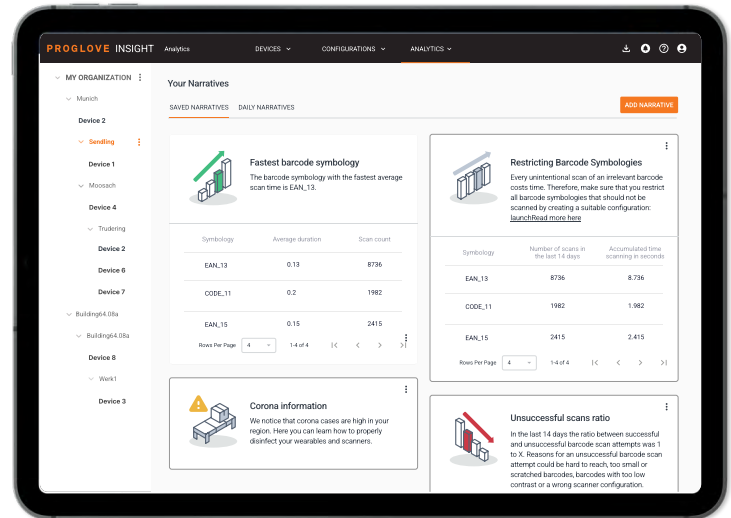 PROGLOVE INSIGHT Analytics DEVICES CONFIGURATIONS ANALYTICS
MY ORGANIZATION
Munich
Device 2
Sendling
Device 1
Moosach
Device 4
Trudering
Device 2
Device 6
Device 7
Building64.08a
Building64.08a
Device 8
Werk1
Device 3
Your Narratives
SAVED NARRATIVES DAILY NARRATIVES
ADD NARRATIVE
Fastest barcode symbology
The barcode symbology with the fastest average
scan time is EAN_13.
Symbology Average duration Scan count
EAN_13 0.13 8736
CODE_11 0.2 1982
EAN_15 0.15 2415
Rows Per Page 4 1-4 of 4
Restricting Barcode Symbologies
Every unintentional scan of an irrelevant barcode
costs time. Therefore, make sure that you restrict
all barcode symbologies that should not be
scanned by creating a suitable configuration:
launchRead more here
Symbology Number of scans in Accumulated time
the last 14 days scanning in seconds
EAN_13 8736 8.736
CODE_11 1982 1.982
EAN_15 2415 2.415
Rows Per Page 4 1-4 of 4
Corona information
We notice that corona cases are high in your
region. Here you can learn how to properly
disinfect your wearables and scanners.
Unsuccessful scans ratio
In the last 14 days the ratio between successful
and unsuccessful barcode scan attempts was 1
to X. Reasons for an unsuccessful barcode scan
attempt could be hard to reach, too small or
scratched barcodes, barcodes with too low
contrast or a wrong scanner configuration.